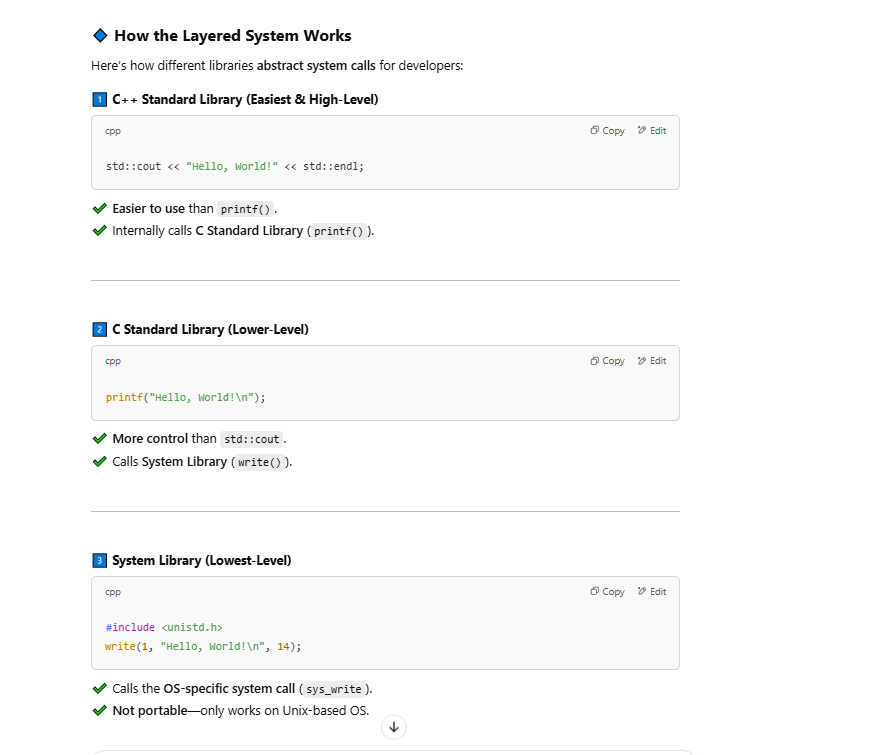 How the Layered System Works
Here's how different libraries abstract system calls for developers:
1 C++ Standard Library (Easiest & High-Level)
cpp Copy Edit
std::cout << "Hello, World!" << std::endl;
Easier to use than printf().
Internally calls C Standard Library (printf()).
2 C Standard Library (Lower-Level)
cpp Copy Edit
printf("Hello, World!\n");
More control than std::cout.
Calls System Library (write()).
3 System Library (Lowest-Level)
cpp Copy Edit
#include <unistd.h>
write(1, "Hello, World!\n", 14);
Calls the OS-specific system call (sys_write).
Not portable—only works on Unix-based OS.